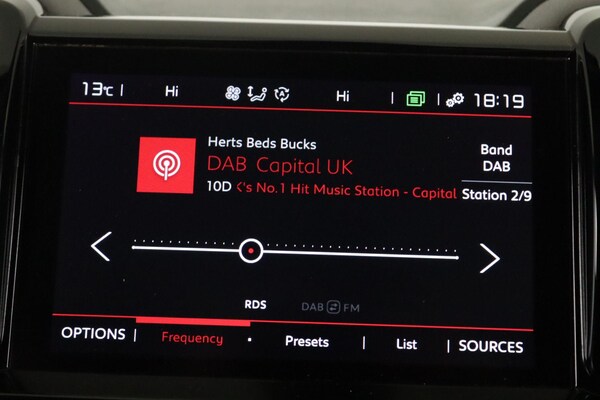 13°C | Hi Hi | | 18:19
Herts Beds Bucks
DAB Capital UK
10D K's No.1 Hit Music Station - Capital
Band
DAB
Station 2/9
RDS DAB FM
OPTIONS | Frequency • Presets | List | SOURCES